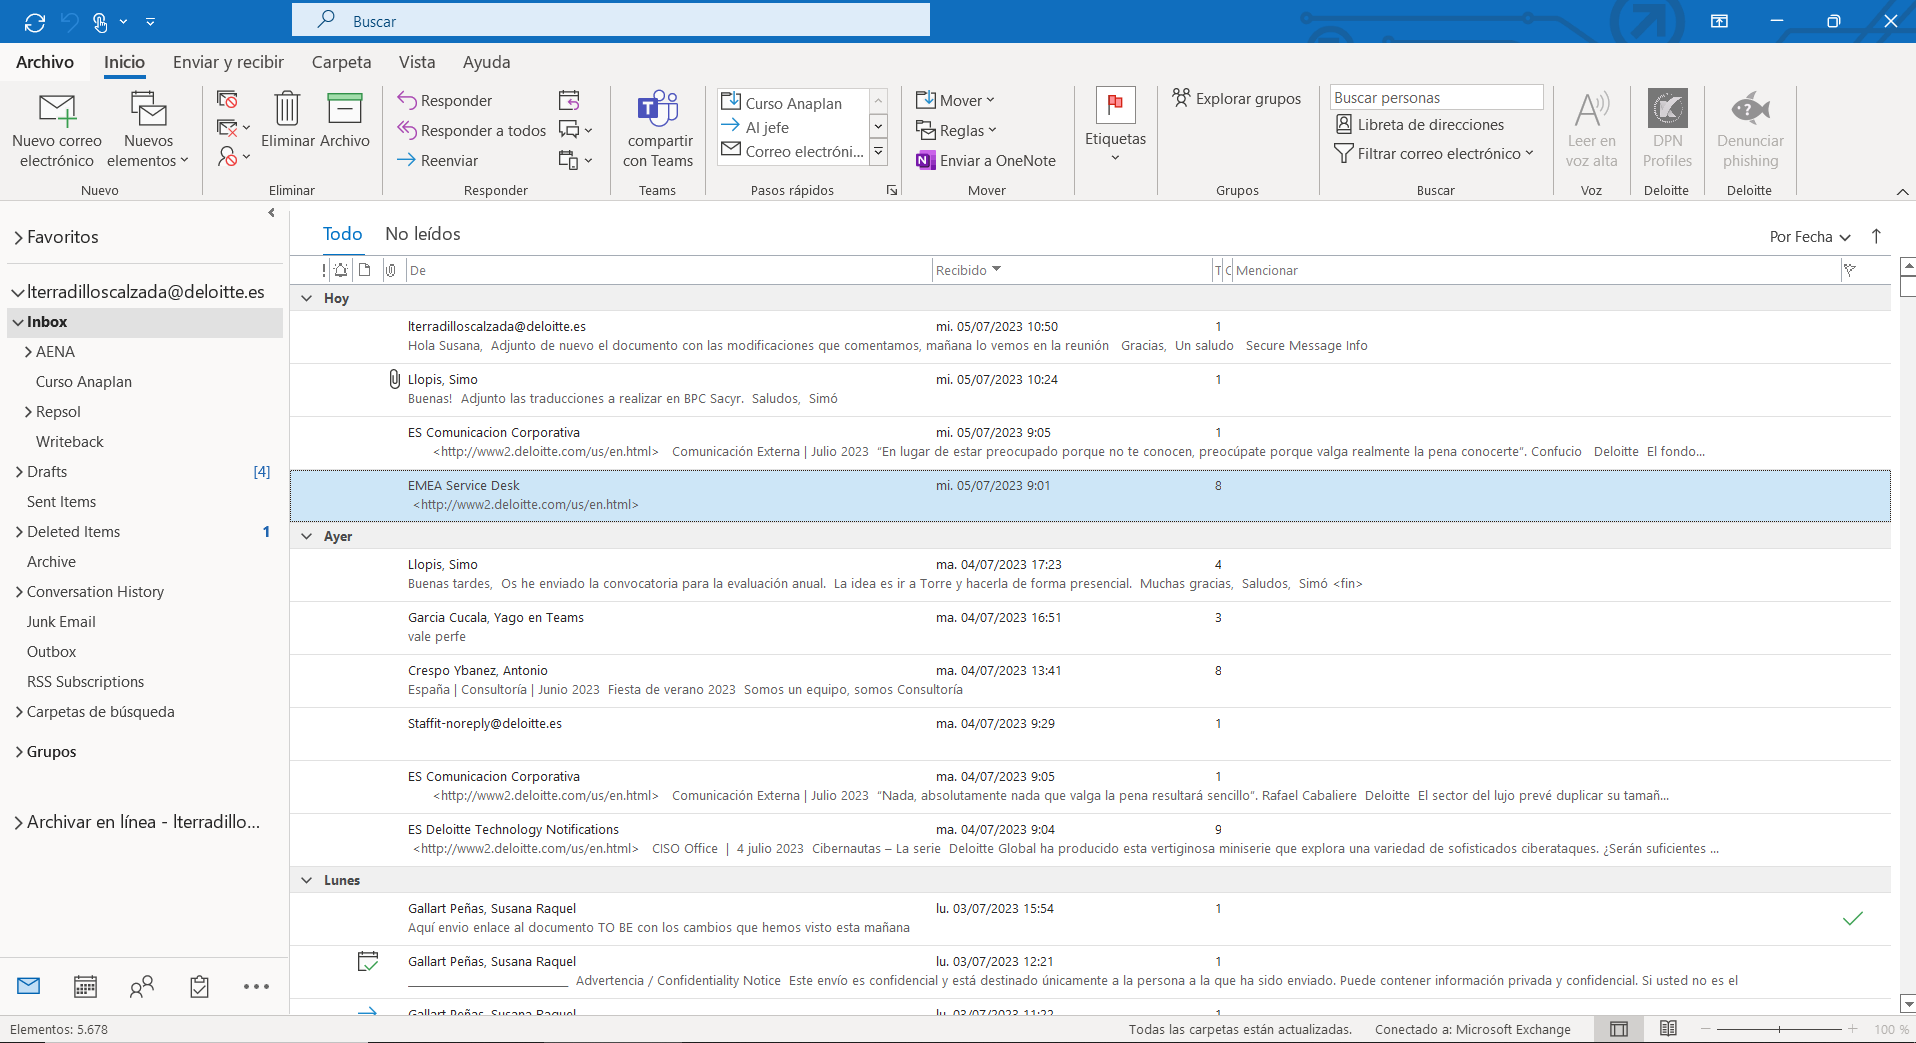 Buscar
Archivo Inicio Enviar y recibir Carpeta Vista Ayuda
Nuevo correo electrónico
Nuevos elementos
Nuevo
Eliminar
Archivo
Eliminar
Responder
Responder a todos
Reenviar
Responder
compartir con Teams
Teams
Curso Anaplan
Al jefe
Correo electróni...
Pasos rápidos
Mover
Reglas
Enviar a OneNote
Mover
Etiquetas
Explorar grupos
Grupos
Buscar personas
Libreta de direcciones
Filtrar correo electrónico
Buscar
Leer en voz alta
Voz
DPN Profiles
Deloitte
Denunciar phishing
Deloitte
Favoritos
lterradilloscalzada@deloitte.es
Inbox
AENA
Curso Anaplan
Repsol
Writeback
Drafts [4]
Sent Items
Deleted Items 1
Archive
Conversation History
Junk Email
Outbox
RSS Subscriptions
Carpetas de búsqueda
Grupos
Archivar en línea - lterradillo...
Todo No leídos
Por Fecha
De Recibido T C Mencionar
Hoy
lterradilloscalzada@deloitte.es mi. 05/07/2023 10:50 1
Hola Susana, Adjunto de nuevo el documento con las modificaciones que comentamos, mañana lo vemos en la reunión Gracias, Un saludo Secure Message Info
Llopis, Simo mi. 05/07/2023 10:24 1
Buenas! Adjunto las traducciones a realizar en BPC Sacyr. Saludos, Simó
ES Comunicacion Corporativa mi. 05/07/2023 9:05 1
<http://www2.deloitte.com/us/en.html> Comunicación Externa | Julio 2023 “En lugar de estar preocupado porque no te conocen, preocúpate porque valga realmente la pena conocerte”. Confucio Deloitte El fondo...
EMEA Service Desk mi. 05/07/2023 9:01 8
<http://www2.deloitte.com/us/en.html>
Ayer
Llopis, Simo ma. 04/07/2023 17:23 4
Buenas tardes, Os he enviado la convocatoria para la evaluación anual. La idea es ir a Torre y hacerla de forma presencial. Muchas gracias, Saludos, Simó <fin>
Garcia Cucala, Yago en Teams ma. 04/07/2023 16:51 3
vale perfe
Crespo Ybanez, Antonio ma. 04/07/2023 13:41 8
España | Consultoría | Junio 2023 Fiesta de verano 2023 Somos un equipo, somos Consultoría
Staffit-noreply@deloitte.es ma. 04/07/2023 9:29 1
ES Comunicacion Corporativa ma. 04/07/2023 9:05 1
<http://www2.deloitte.com/us/en.html> Comunicación Externa | Julio 2023 “Nada, absolutamente nada que valga la pena resultará sencillo”. Rafael Cabaliere Deloitte El sector del lujo prevé duplicar su tamañ...
ES Deloitte Technology Notifications ma. 04/07/2023 9:04 9
<http://www2.deloitte.com/us/en.html> CISO Office | 4 julio 2023 Cibernautas – La serie Deloitte Global ha producido esta vertiginosa miniserie que explora una variedad de sofisticados ciberataques. ¿Serán suficientes ...
Lunes
Gallart Peñas, Susana Raquel lu. 03/07/2023 15:54 1
Aquí envio enlace al documento TO BE con los cambios que hemos visto esta mañana
Gallart Peñas, Susana Raquel lu. 03/07/2023 12:21 1
Advertencia / Confidentiality Notice Este envío es confidencial y está destinado únicamente a la persona a la que ha sido enviado. Puede contener información privada y confidencial. Si usted no es el
Gallart Peñas, Susana Raquel lu. 03/07/2023 11:22 1
Elementos: 5.678 Todas las carpetas están actualizadas. Conectado a: Microsoft Exchange 100 %